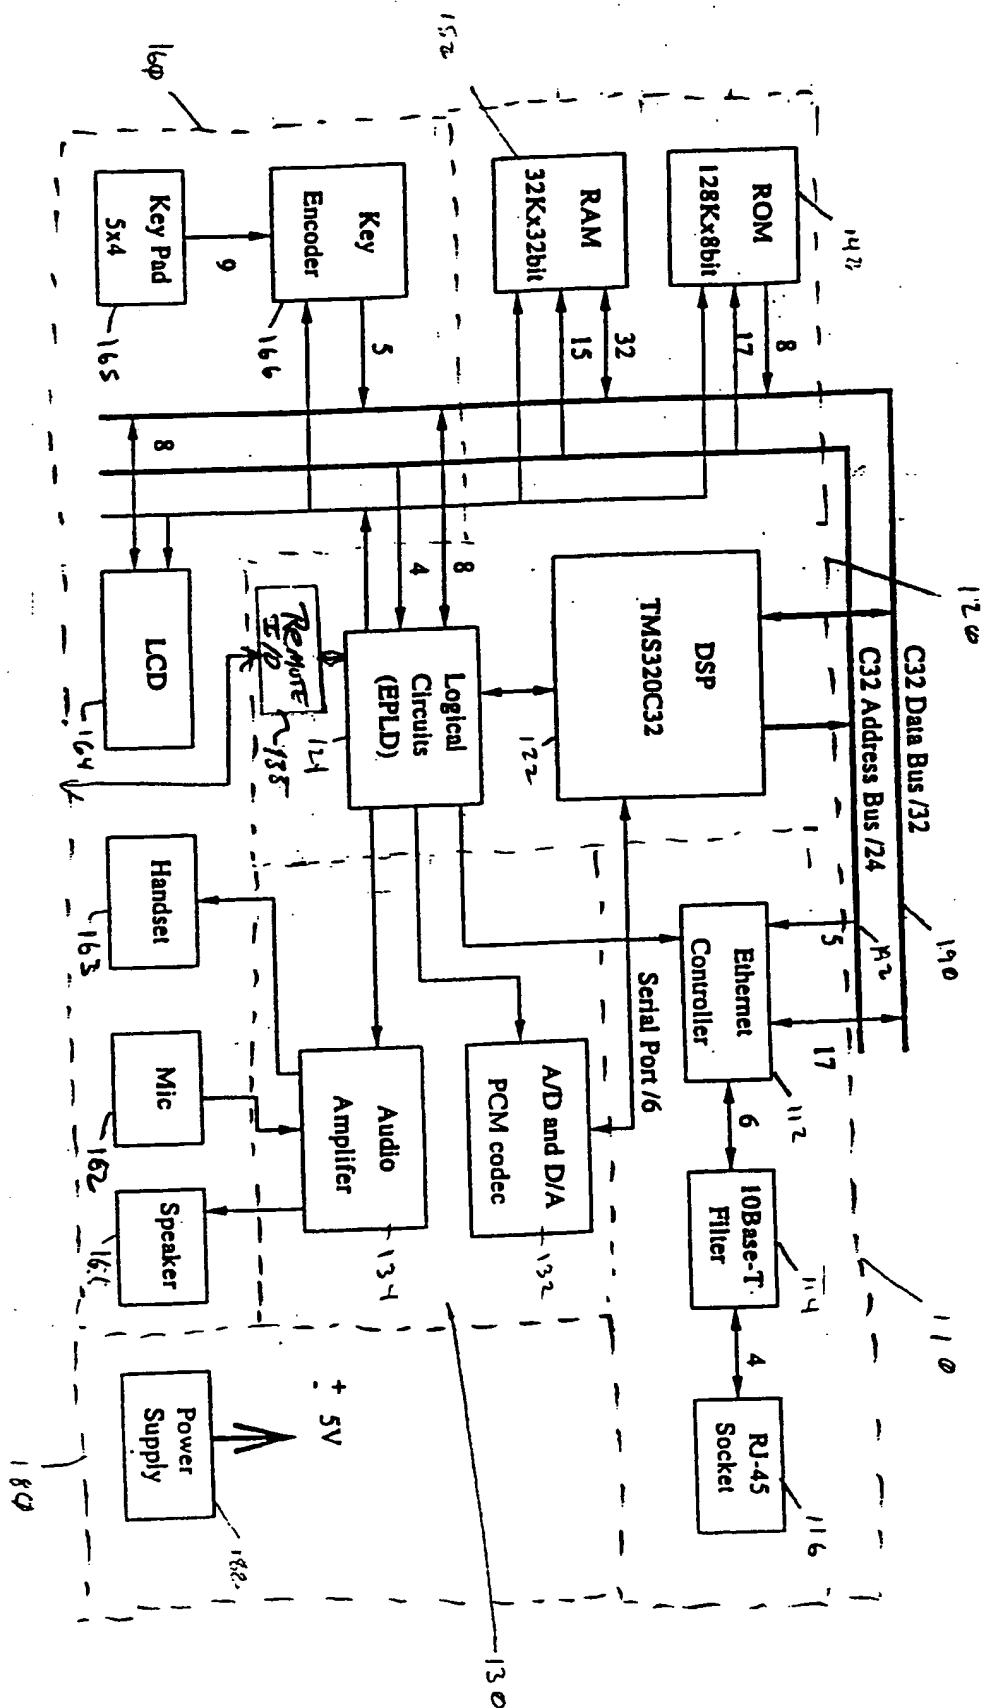 C32 Data Bus /32
C32 Address Bus /24
120
190
192
110
ROM
128Kx8bit
8
17
RAM
32Kx32bit
152
32
15
DSP
TMS320C32
122
5
17
Ethernet
Controller
112
6
10Base-T
Filter
114
4
RJ-45
Socket
116
Serial Port /6
Key
Encoder
166
5
9
Key Pad
5x4
165
160
8
4
Logical
Circuits
(EPLD)
124
REMOTE
I/O
A/D and D/A
PCM codec
132
Audio
Amplifer
134
130
8
LCD
164
Handset
163
Mic
162
Speaker
161
+ 5V
Power
Supply
180